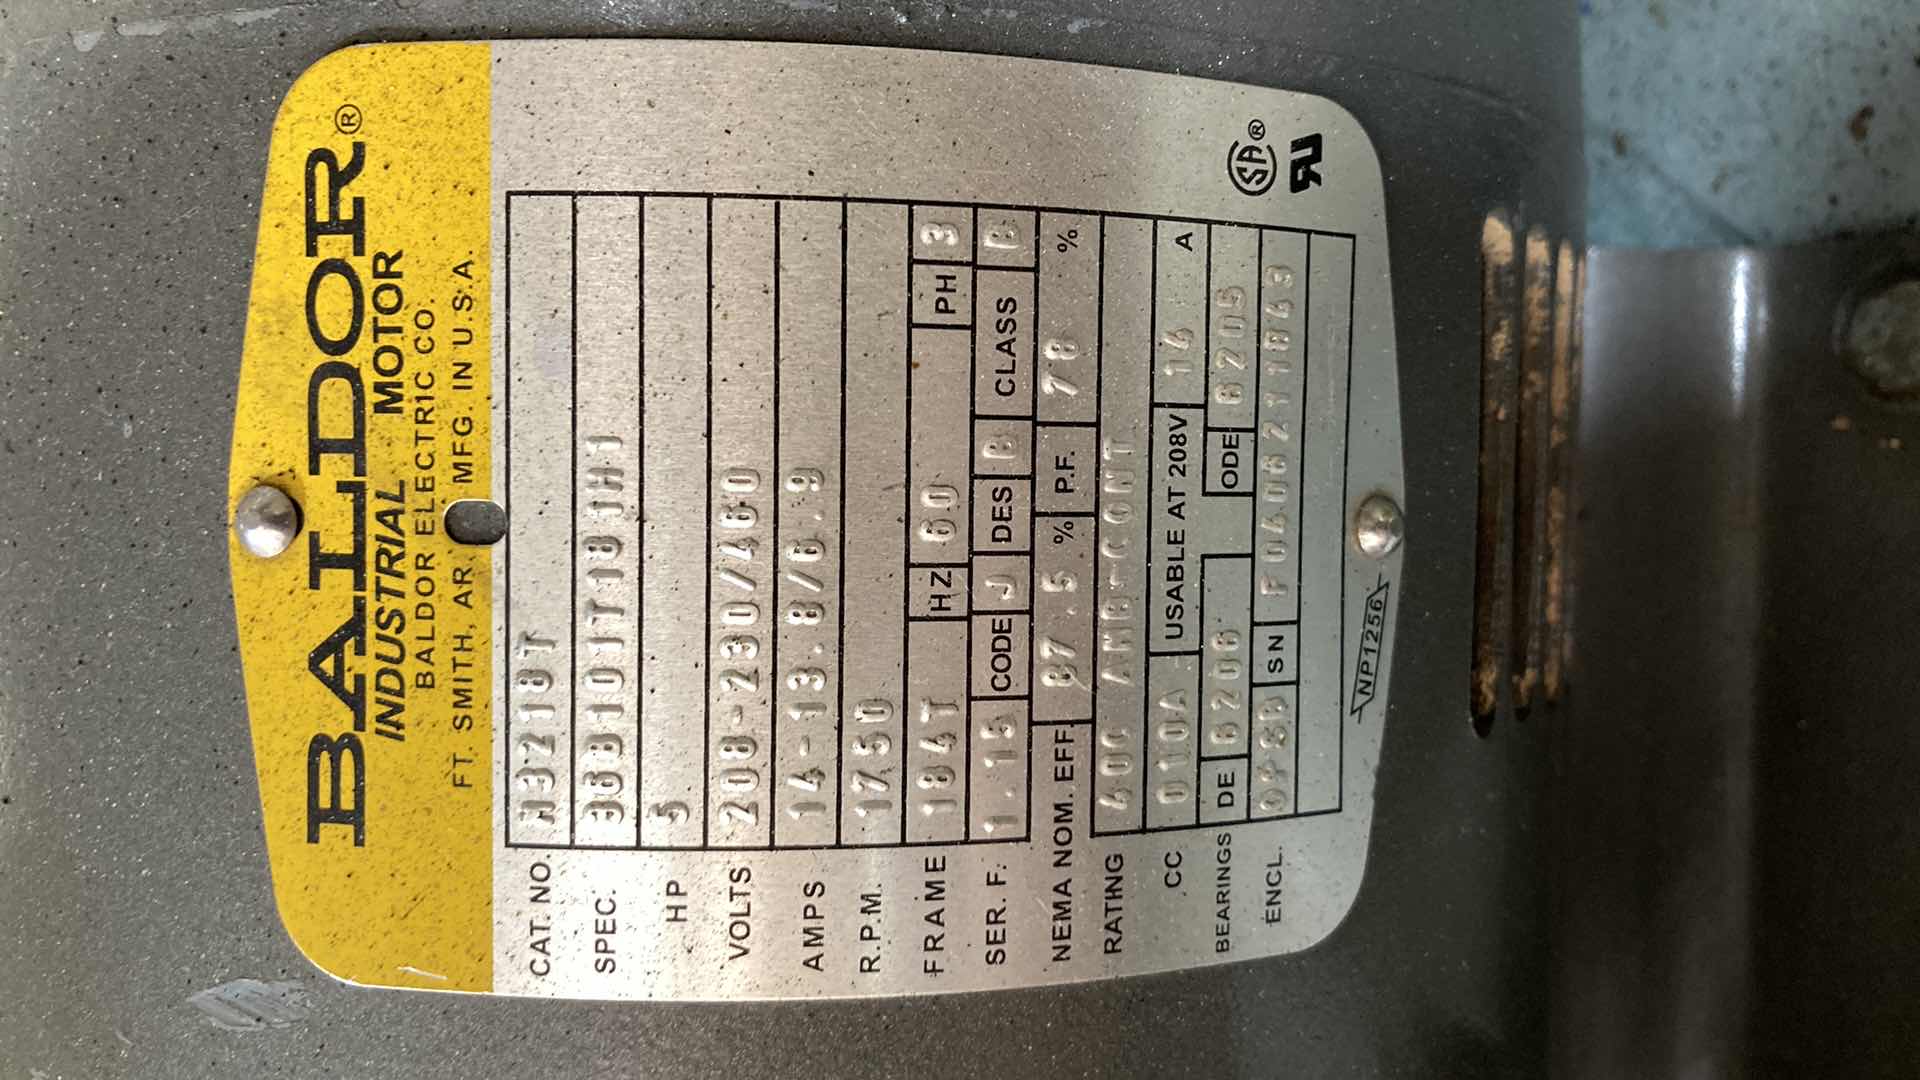 BALDOR®
INDUSTRIAL MOTOR
BALDOR ELECTRIC CO.
FT. SMITH, AR. MFG. IN U.S.A.
CAT. NO. M3218T
SPEC.
HP 5
VOLTS 208-230/460
AMPS 14-13.8/6.9
R.P.M. 1750
FRAME 184T HZ 60 PH 3
SER. F. 1.15 CODE J DES B CLASS B
NEMA NOM. EFF. 87.5 % P.F. 78 %
RATING 40C AMB-CONT
CC 010A USABLE AT 208V 14 A
BEARINGS DE 6206 ODE 6205
ENCL. OPSB SN F0406211843
NP1256
SA®